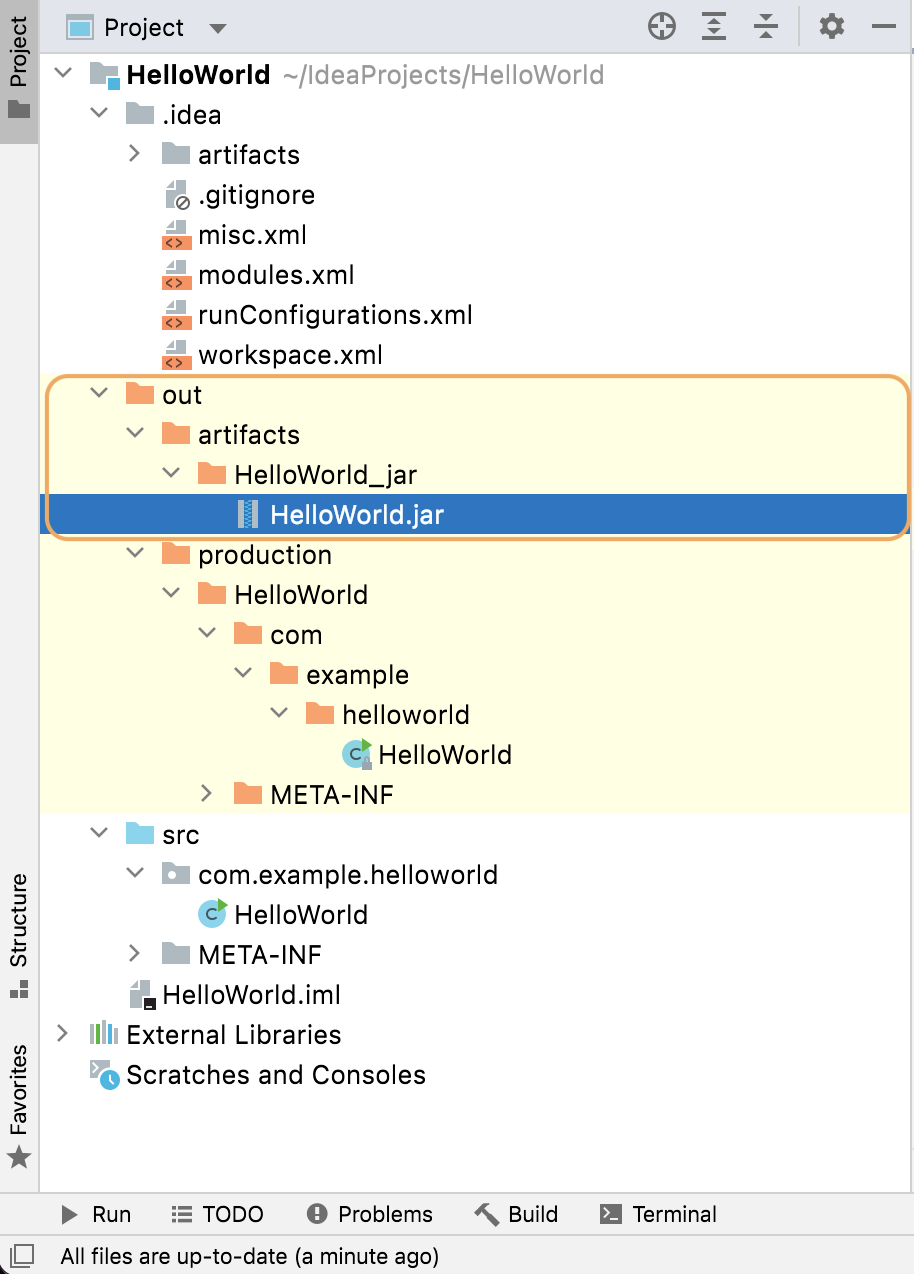 Project
Project
HelloWorld ~/IdeaProjects/HelloWorld
.idea
artifacts
.gitignore
misc.xml
modules.xml
runConfigurations.xml
workspace.xml
out
artifacts
HelloWorld_jar
HelloWorld.jar
production
HelloWorld
com
example
helloworld
C HelloWorld
META-INF
src
com.example.helloworld
C HelloWorld
META-INF
HelloWorld.iml
External Libraries
Scratches and Consoles
Structure
Favorites
Run TODO Problems Build Terminal
All files are up-to-date (a minute ago)